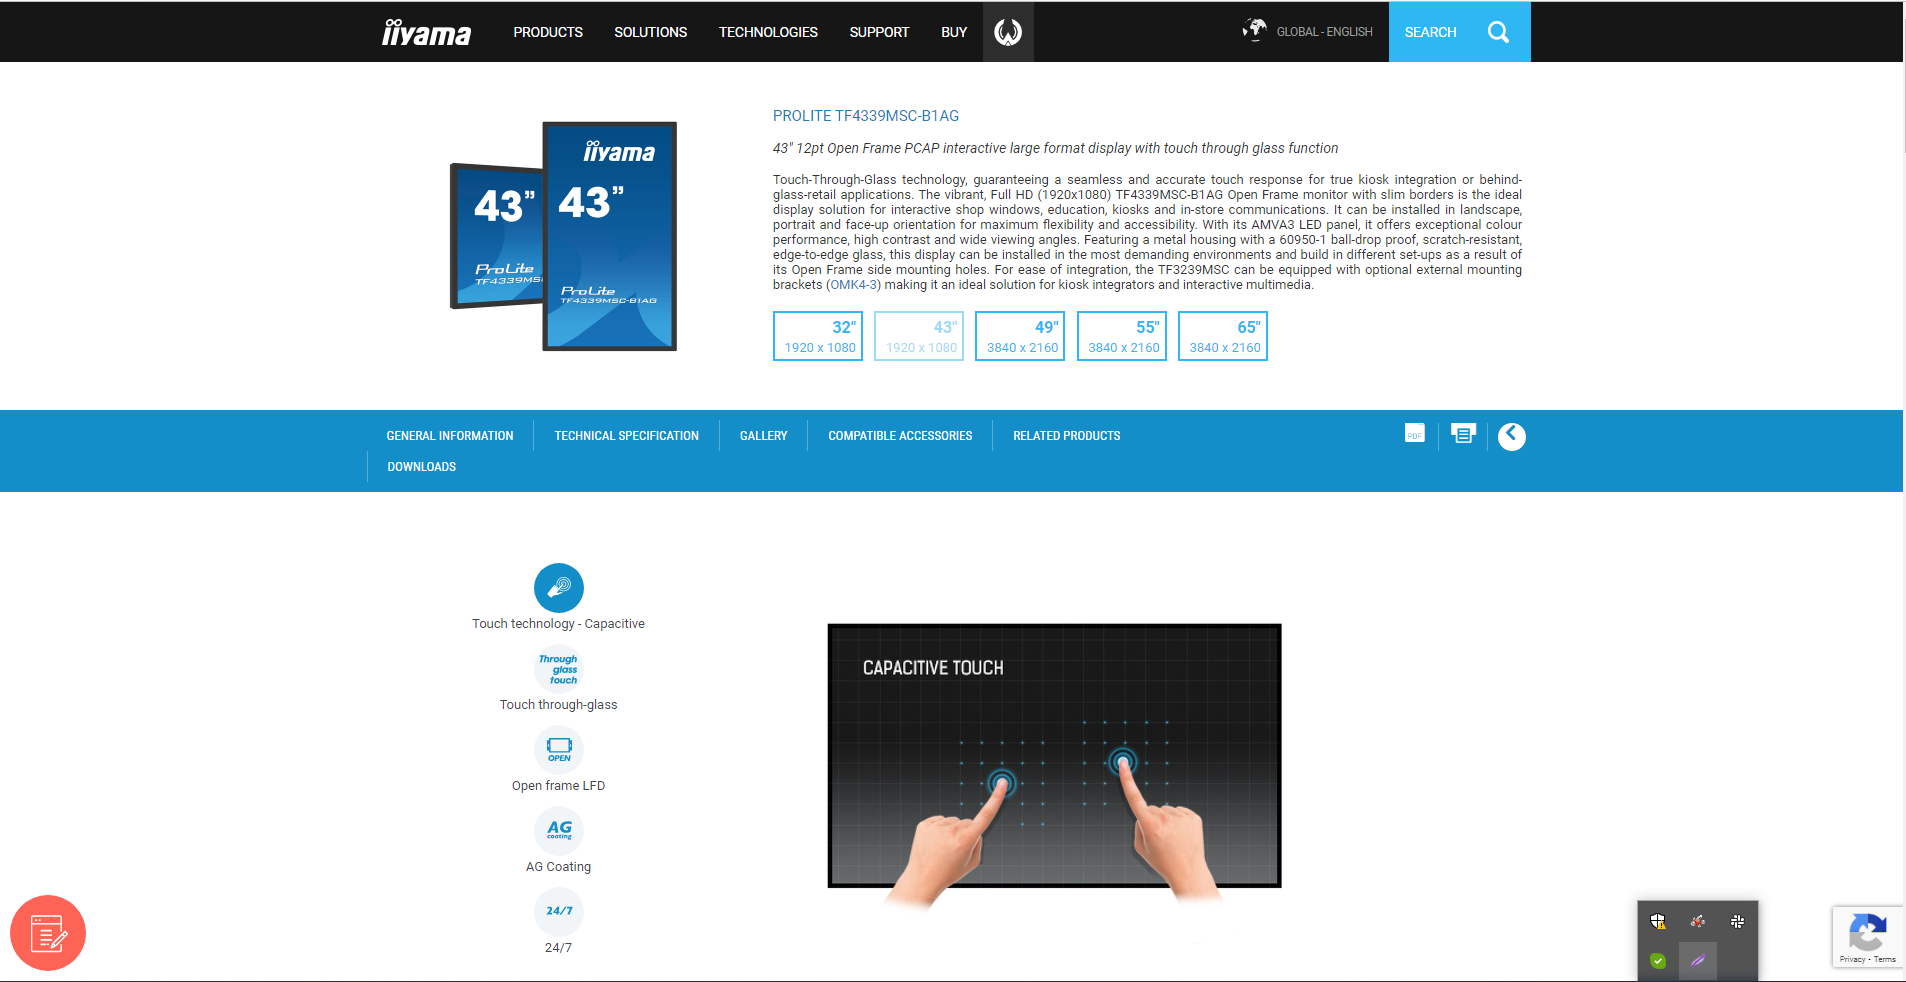 iiyama PRODUCTS SOLUTIONS TECHNOLOGIES SUPPORT BUY GLOBAL - ENGLISH SEARCH
PROLITE TF4339MSC-B1AG
43" 12pt Open Frame PCAP interactive large format display with touch through glass function
Touch-Through-Glass technology, guaranteeing a seamless and accurate touch response for true kiosk integration or behind-
glass-retail applications. The vibrant, Full HD (1920x1080) TF4339MSC-B1AG Open Frame monitor with slim borders is the ideal
display solution for interactive shop windows, education, kiosks and in-store communications. It can be installed in landscape,
portrait and face-up orientation for maximum flexibility and accessibility. With its AMVA3 LED panel, it offers exceptional colour
performance, high contrast and wide viewing angles. Featuring a metal housing with a 60950-1 ball-drop proof, scratch-resistant,
edge-to-edge glass, this display can be installed in the most demanding environments and build in different set-ups as a result of
its Open Frame side mounting holes. For ease of integration, the TF3239MSC can be equipped with optional external mounting
brackets (OMK4-3) making it an ideal solution for kiosk integrators and interactive multimedia.
iiyama
43"
43"
ProLite
TF4339MS
ProLite
TF4339MSC-B1AG
32" 43" 49" 55" 65"
1920 x 1080 1920 x 1080 3840 x 2160 3840 x 2160 3840 x 2160
GENERAL INFORMATION TECHNICAL SPECIFICATION GALLERY COMPATIBLE ACCESSORIES RELATED PRODUCTS PDF
DOWNLOADS
Touch technology - Capacitive
Through
glass
touch
Touch through-glass
OPEN
Open frame LFD
AG
coating
AG Coating
24/7
24/7
CAPACITIVE TOUCH
Privacy - Terms